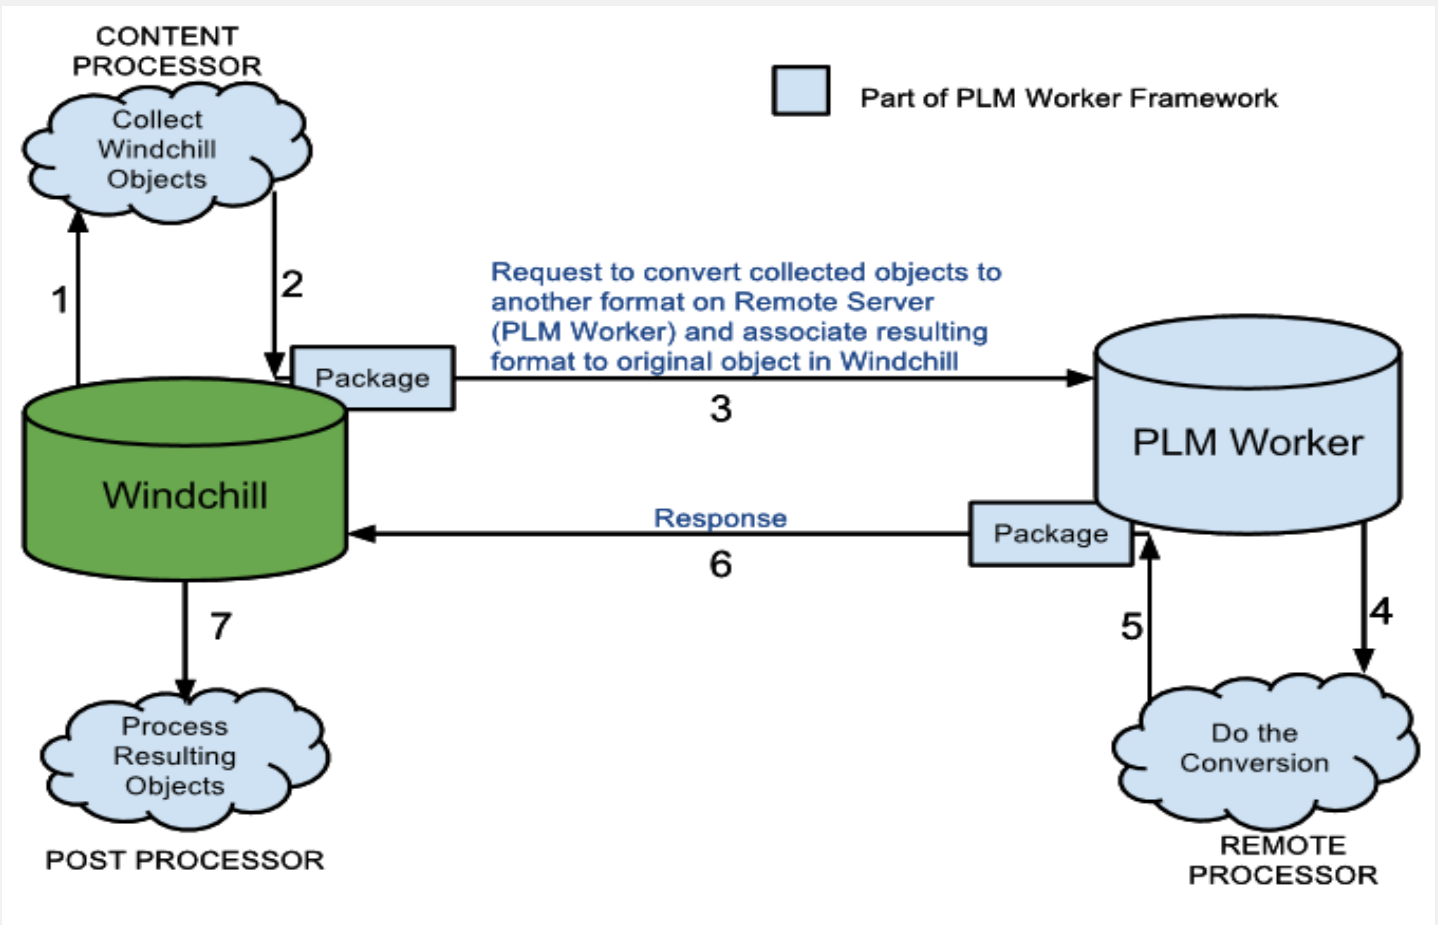 CONTENT
PROCESSOR
Collect
Windchill
Objects
Part of PLM Worker Framework
1
2
Request to convert collected objects to
another format on Remote Server
(PLM Worker) and associate resulting
format to original object in Windchill
Package
3
PLM Worker
Windchill
Response
6
Package
7
5
4
Process
Resulting
Objects
POST PROCESSOR
Do the
Conversion
REMOTE
PROCESSOR